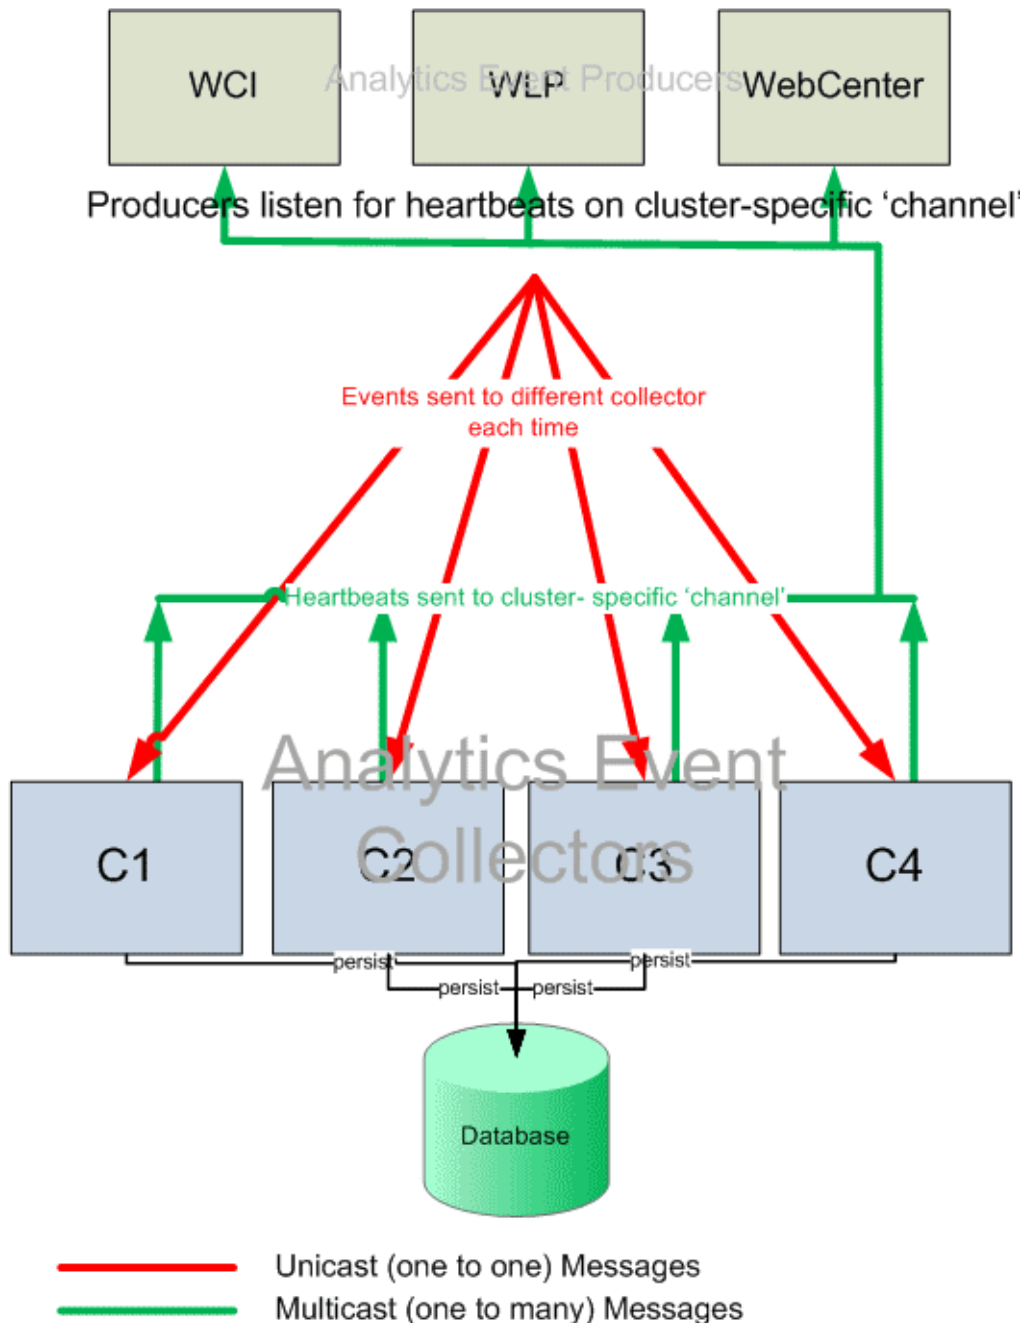 WCI
WLP
WebCenter
Analytics Event Producers
Producers listen for heartbeats on cluster-specific ‘channel’
Events sent to different collector
each time
Heartbeats sent to cluster- specific ‘channel’
Analytics Event
Collectors
C1
C2
C3
C4
persist
persist
persist
persist
Database
Unicast (one to one) Messages
Multicast (one to many) Messages